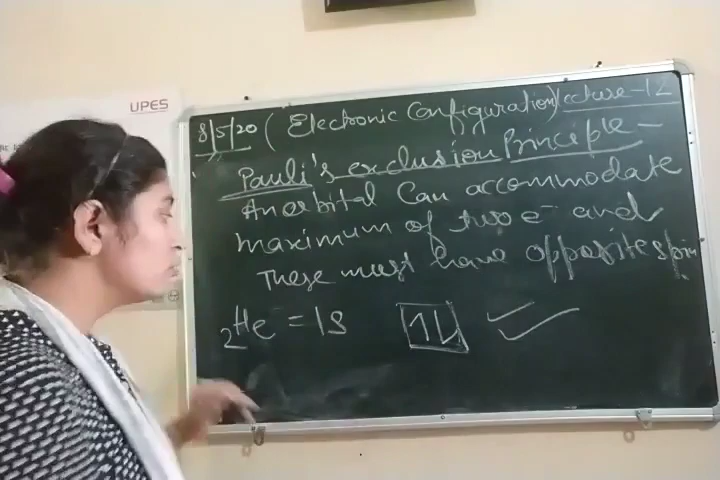 UPES
8/5/20 ( Electronic Configuration) Lecture-12
Pauli's exclusion Principle -
An orbital Can accommodate
maximum of two e- and
These must have opposite spin
2He = 1s 1L